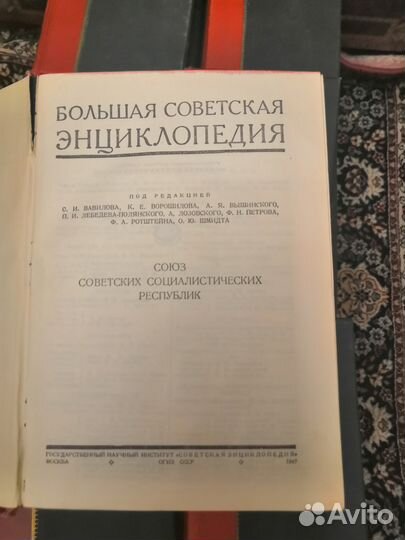 БОЛЬШАЯ СОВЕТСКАЯ
ЭНЦИКЛОПЕДИЯ
ПОД РЕДАКЦИЕЙ
С. И. ВАВИЛОВА, К. Е. ВОРОШИЛОВА, А. Я. ВЫШИНСКОГО,
П. И. ЛЕБЕДЕВА-ПОЛЯНСКОГО, А. ЛОЗОВСКОГО, Ф. Н. ПЕТРОВА,
Ф. А. РОТШТЕЙНА, О. Ю. ШМИДТА
СОЮЗ
СОВЕТСКИХ СОЦИАЛИСТИЧЕСКИХ
РЕСПУБЛИК
ГОСУДАРСТВЕННЫЙ НАУЧНЫЙ ИНСТИТУТ «СОВЕТСКАЯ ЭНЦИКЛОПЕДИЯ»
МОСКВА ОГИЗ СССР 1947
Avito